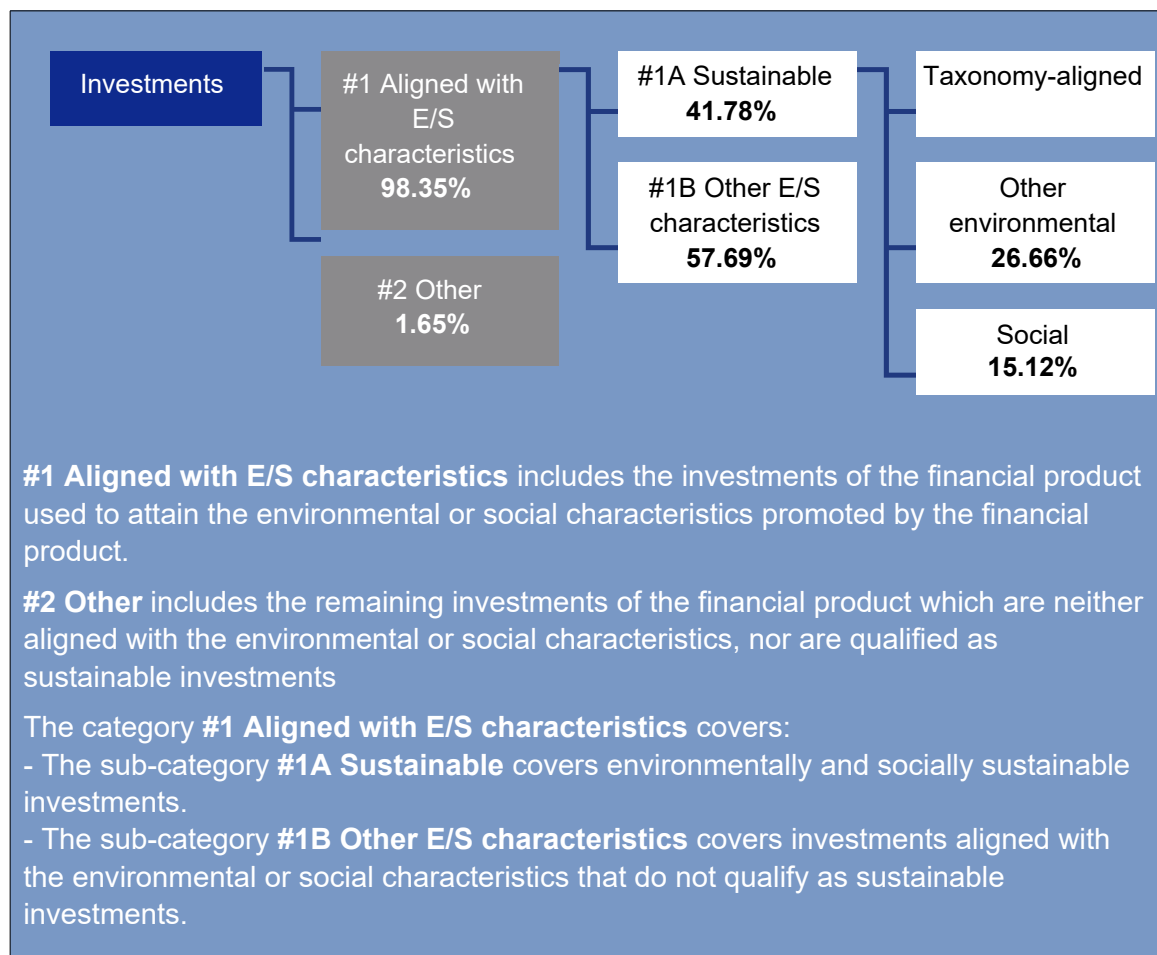 Investments
#1 Aligned with
E/S
characteristics
98.35%
#2 Other
1.65%
#1A Sustainable
41.78%
#1B Other E/S
characteristics
57.69%
Taxonomy-aligned
Other
environmental
26.66%
Social
15.12%
#1 Aligned with E/S characteristics includes the investments of the financial product
used to attain the environmental or social characteristics promoted by the financial
product.
#2 Other includes the remaining investments of the financial product which are neither
aligned with the environmental or social characteristics, nor are qualified as
sustainable investments
The category #1 Aligned with E/S characteristics covers:
- The sub-category #1A Sustainable covers environmentally and socially sustainable
investments.
- The sub-category #1B Other E/S characteristics covers investments aligned with
the environmental or social characteristics that do not qualify as sustainable
investments.